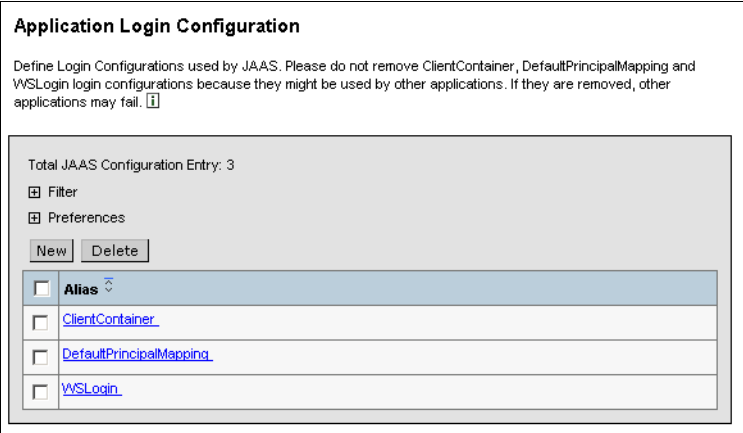 Application Login Configuration
Define Login Configurations used by JAAS. Please do not remove ClientContainer, DefaultPrincipalMapping and
WSLogin login configurations because they might be used by other applications. If they are removed, other
applications may fail. i
Total JAAS Configuration Entry: 3
Filter
Preferences
New Delete
Alias
ClientContainer
DefaultPrincipalMapping
WSLogin